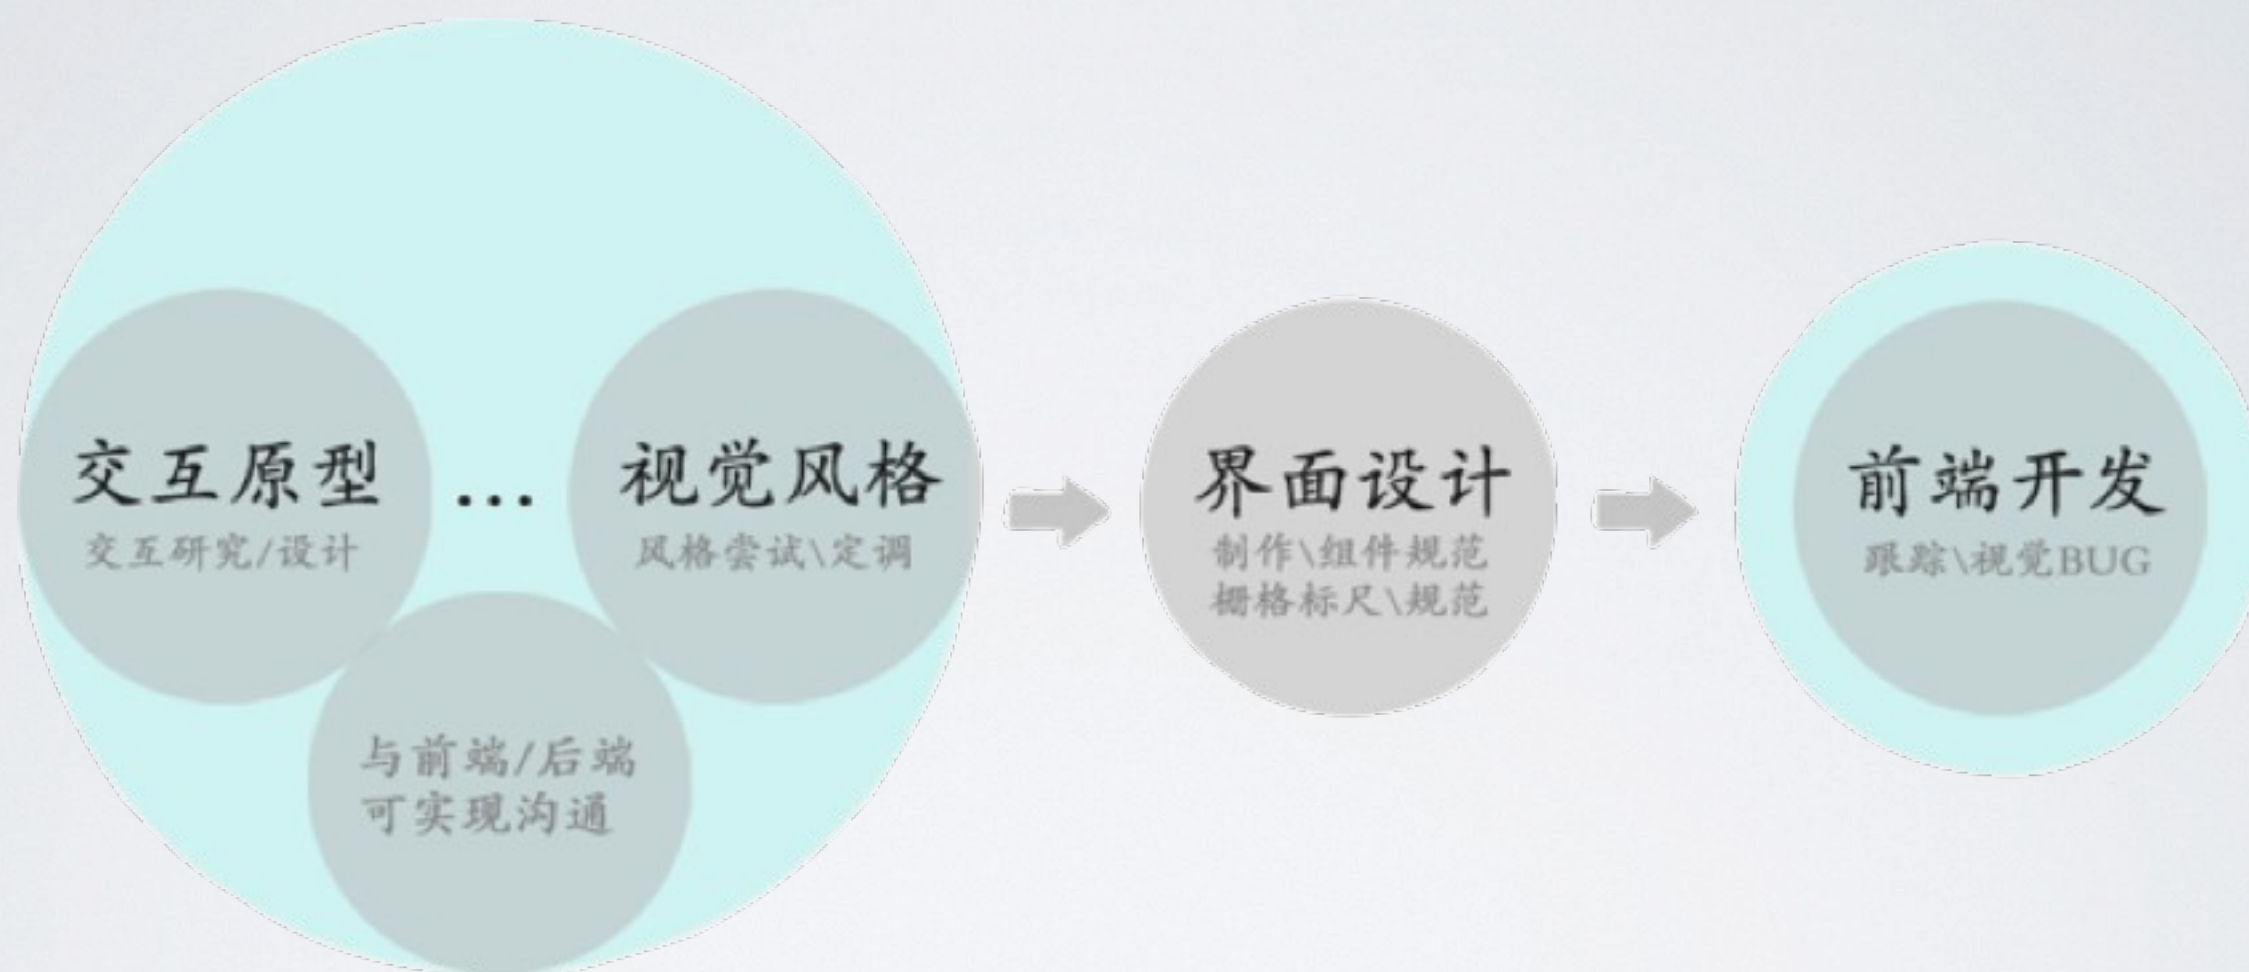 交互原型
交互研究/设计
...
视觉风格
风格尝试\定调
与前端/后端
可实现沟通
界面设计
制作\组件规范
栅格标尺\规范
前端开发
跟踪\视觉BUG